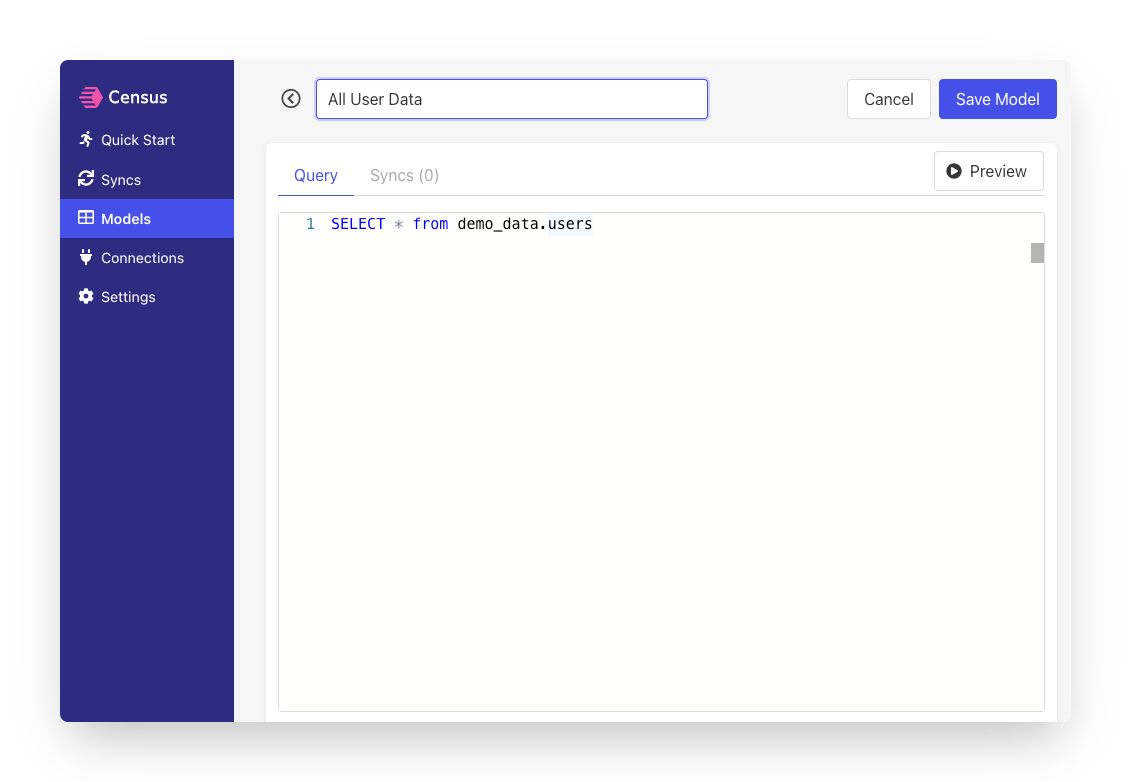 Census
Quick Start
Syncs
Models
Connections
Settings
All User Data
Cancel
Save Model
Query
Syncs (0)
Preview
1 SELECT * from demo_data.users